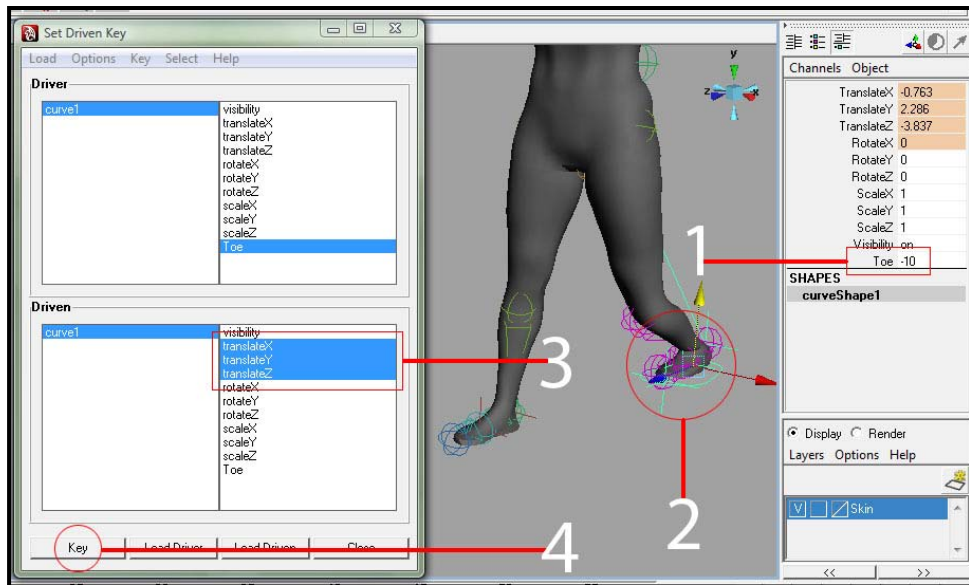 Set Driven Key
Load Options Key Select Help
Driver
curve1
visibility
translateX
translateY
translateZ
rotateX
rotateY
rotateZ
scaleX
scaleY
scaleZ
Toe
Driven
curve1
visibility
translateX
translateY
translateZ
rotateX
rotateY
rotateZ
scaleX
scaleY
scaleZ
Toe
Key Load Driver Load Driven Close
y
z
x
1
2
3
4
Channels Object
TranslateX -0.763
TranslateY 2.286
TranslateZ -3.837
RotateX 0
RotateY 0
RotateZ 0
ScaleX 1
ScaleY 1
ScaleZ 1
Visibility on
Toe -10
SHAPES
curveShape1
Display Render
Layers Options Help
V Skin
<< >>